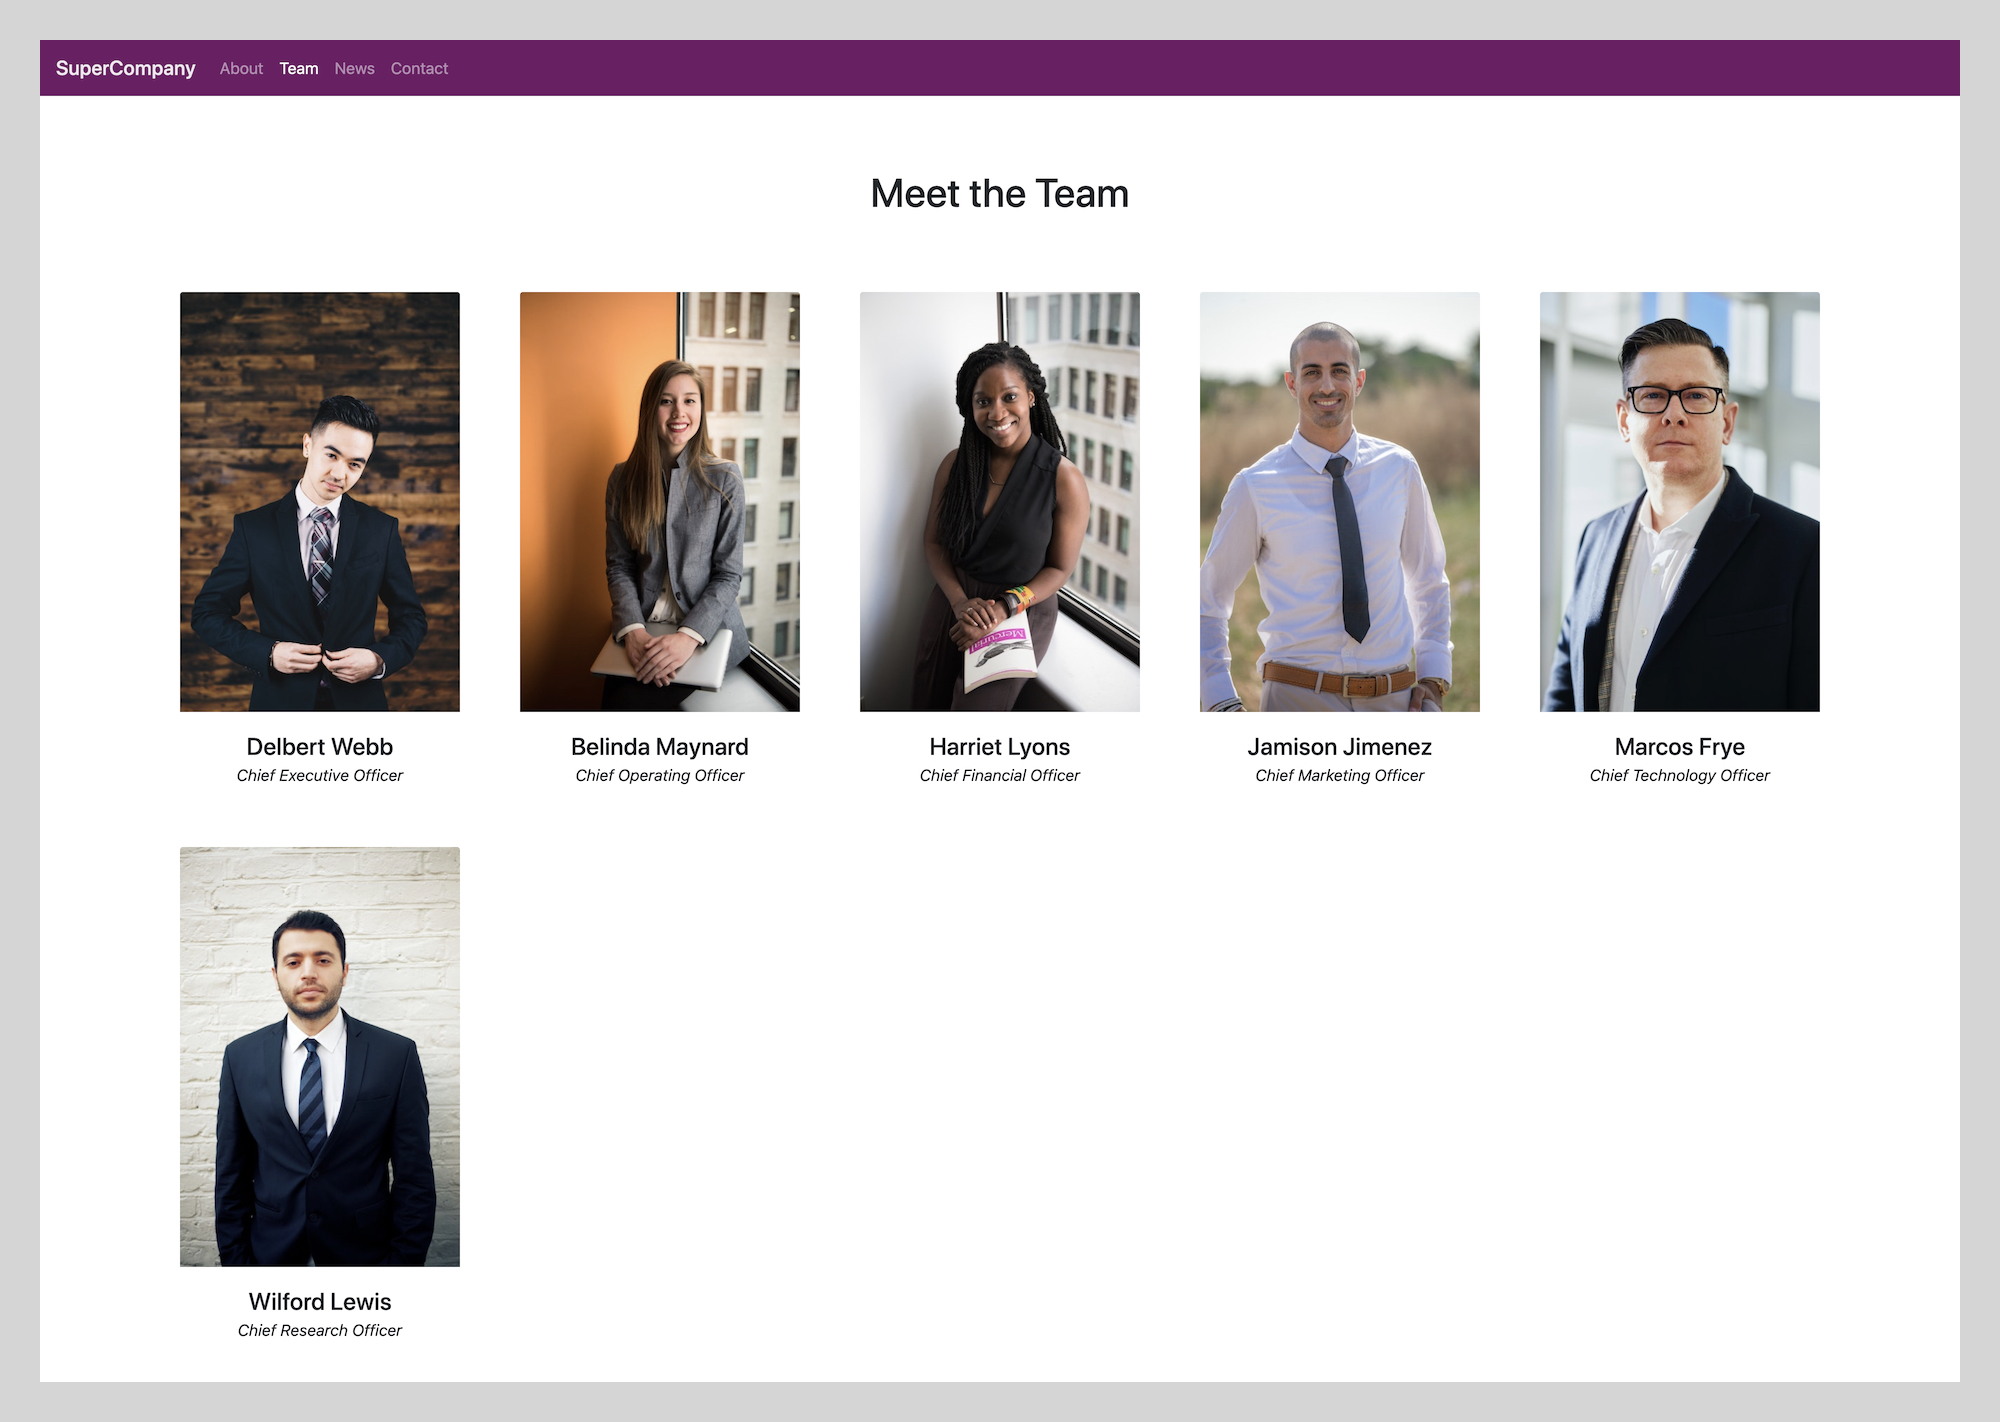 SuperCompany About Team News Contact
Meet the Team
Delbert Webb
Chief Executive Officer
Belinda Maynard
Chief Operating Officer
Harriet Lyons
Chief Financial Officer
Mercurial
Jamison Jimenez
Chief Marketing Officer
Marcos Frye
Chief Technology Officer
Wilford Lewis
Chief Research Officer